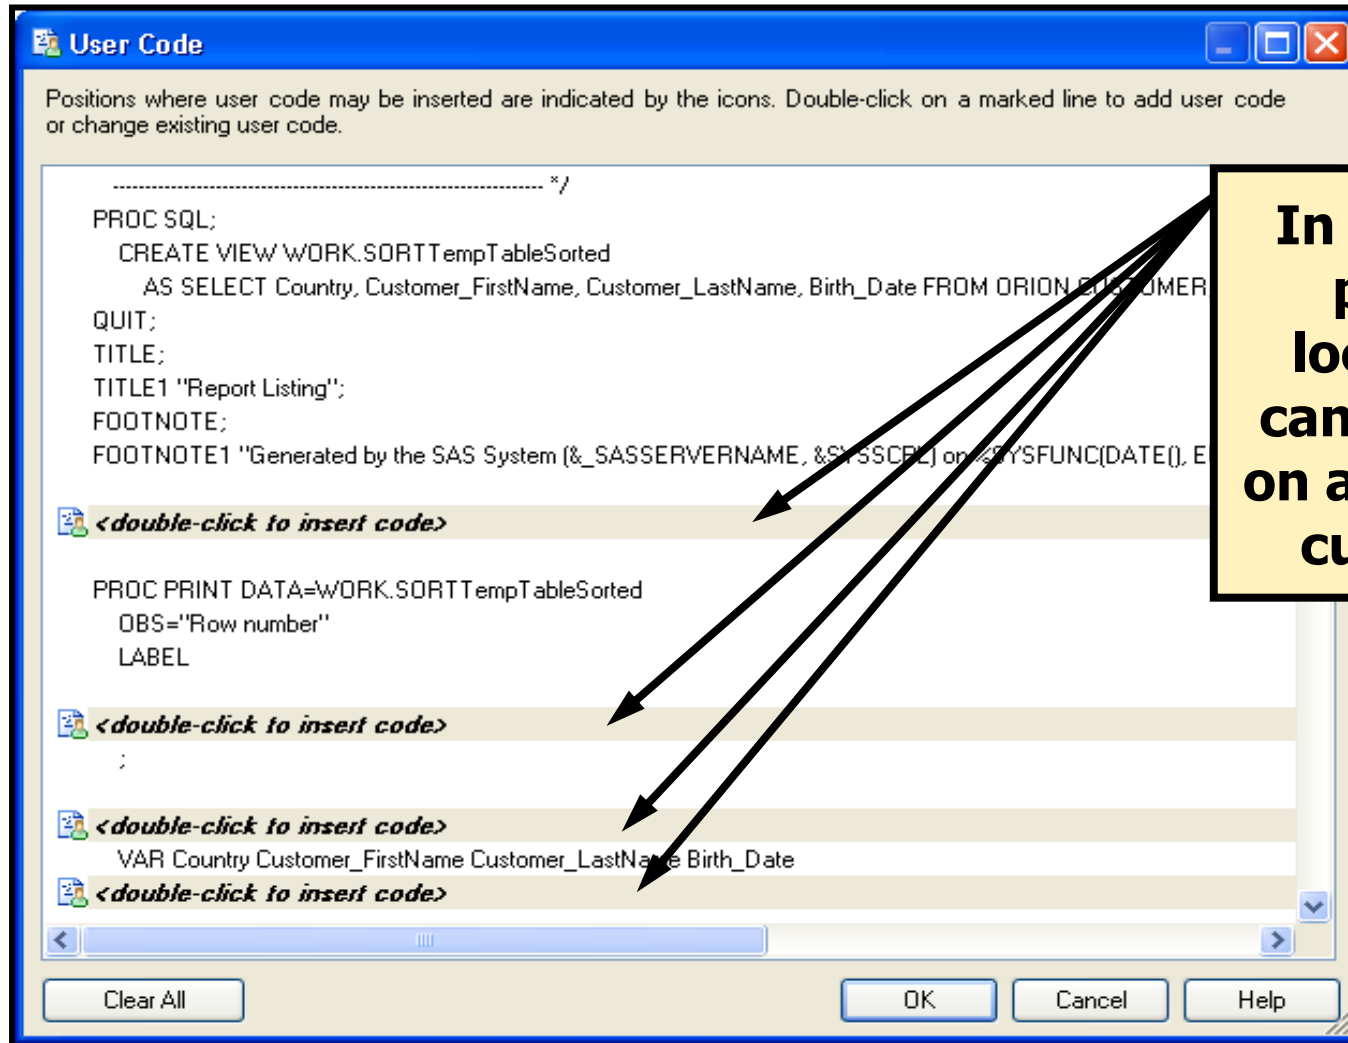 User Code
Positions where user code may be inserted are indicated by the icons. Double-click on a marked line to add user code
or change existing user code.
------------------------------------------------------------------- */
PROC SQL;
CREATE VIEW WORK.SORTTempTableSorted
AS SELECT Country, Customer_FirstName, Customer_LastName, Birth_Date FROM ORION.CUSTOMER
QUIT;
TITLE;
TITLE1 "Report Listing";
FOOTNOTE;
FOOTNOTE1 "Generated by the SAS System (&_SASSERVERNAME, &SYSSCPL) on %SYSFUNC(DATE(),
<double-click to insert code>
PROC PRINT DATA=WORK.SORTTempTableSorted
OBS="Row number"
LABEL
<double-click to insert code>
;
<double-click to insert code>
VAR Country Customer_FirstName Customer_LastName Birth_Date
<double-click to insert code>
Clear All
OK
Cancel
Help
In
can
on a